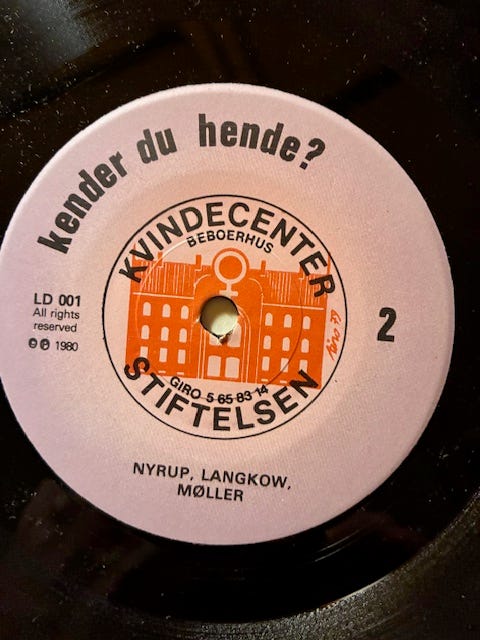 kender du hende?
KVINDECENTER
BEBOERHUS
LD 001
All rights
reserved
© ℗ 1980
2
GIRO 5 65 83 14
STIFTELSEN
NYRUP, LANGKOW,
MØLLER